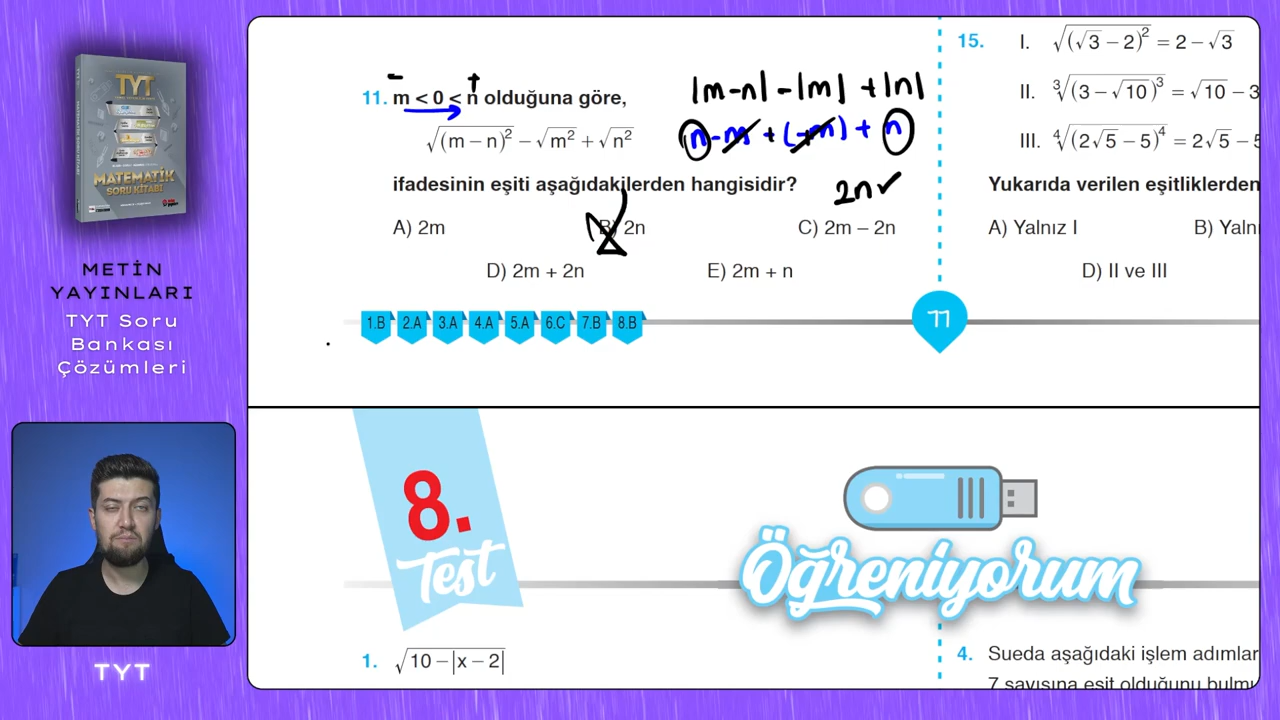 TYT
MATEMATİK
SORU KİTABI
METİN
YAYINLARI
TYT Soru
Bankası
Çözümleri
TYT
11. m < 0 < n olduğuna göre,
√(m − n)² − √m² + √n²
ifadesinin eşiti aşağıdakilerden hangisidir?
A) 2m B) 2n C) 2m − 2n
D) 2m + 2n E) 2m + n
− +
|m-n| - |m| + |n|
n - m + (+m) + n
2n✓
1.B 2.A 3.A 4.A 5.A 6.C 7.B 8.B
15. I. √(√3 − 2)² = 2 − √3
II. ³√(3 − √10)³ = √10 − 3
III. ⁴√(2√5 − 5)⁴ = 2√5 − 5
Yukarıda verilen eşitliklerden
A) Yalnız I B) Yaln
D) II ve III
77
8.
Test
Öğreniyorum
1. √10 − |x − 2|
4. Sueda aşağıdaki işlem adımlar
7 sayısına eşit olduğunu bulmu